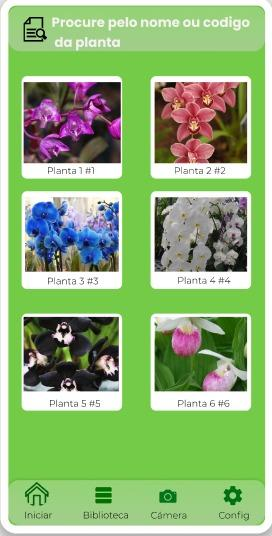 Procure pelo nome ou codigo
da planta
Planta 1 #1
Planta 2 #2
Planta 3 #3
Planta 4 #4
Planta 5 #5
Planta 6 #6
Iniciar
Biblioteca
Câmera
Config